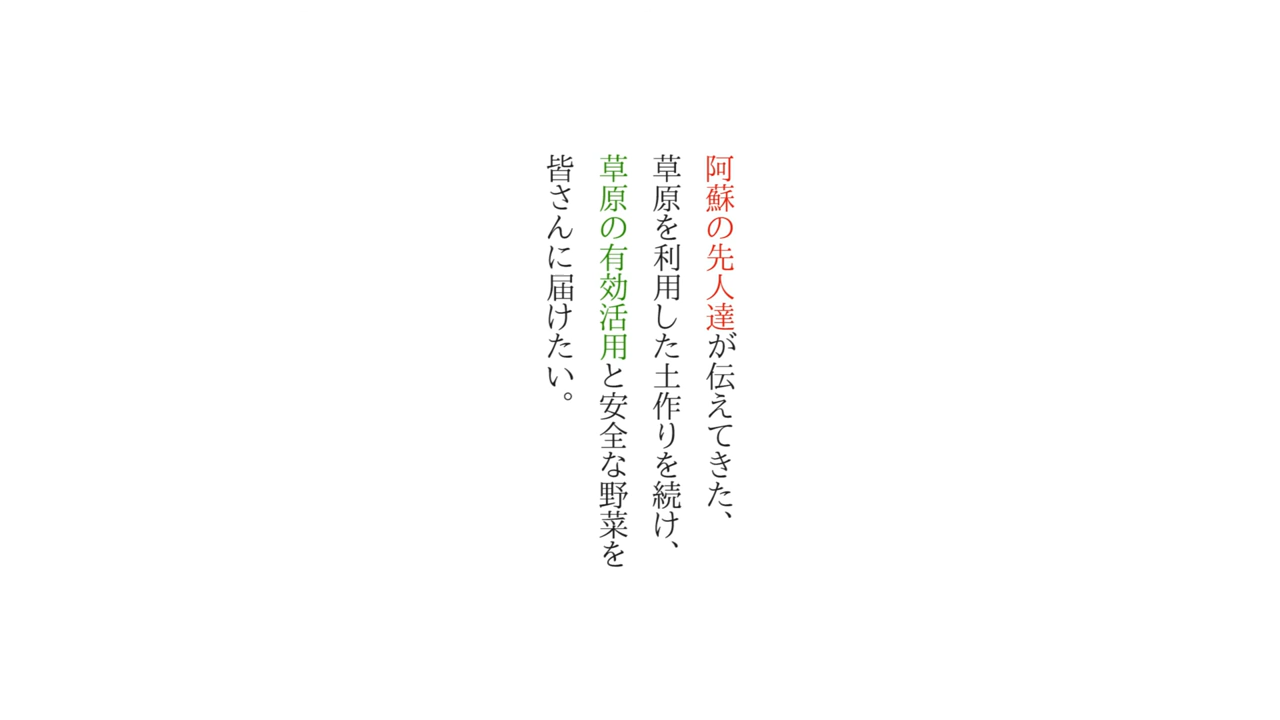 阿蘇の先人達が伝えてきた、
草原を利用した土作りを続け、
草原の有効活用と安全な野菜を
皆さんに届けたい。